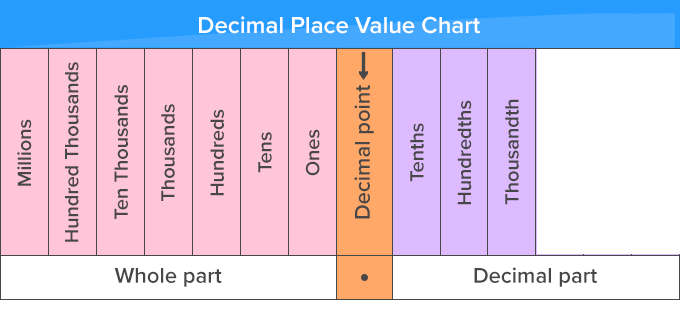 Decimal Place Value Chart
Millions
Hundred Thousands
Ten Thousands
Thousands
Hundreds
Tens
Ones
Decimal point
Tenths
Hundredths
Thousandth
Whole part
•
Decimal part